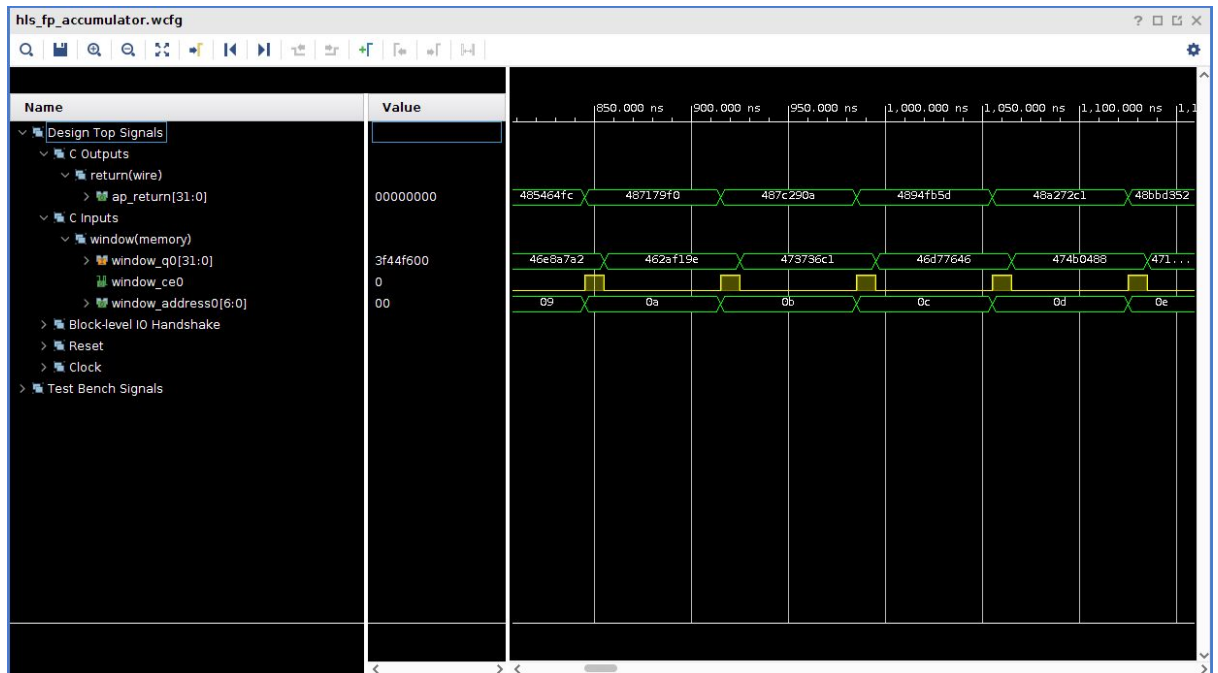 hls_fp_accumulator.wcfg
Name Value 850.000 ns 900.000 ns 950.000 ns 1,000.000 ns 1,050.000 ns 1,100.000 ns 1,1
Design Top Signals
C Outputs
return(wire)
ap_return[31:0] 00000000 485464fc 487179f0 487c290a 4894fb5d 48a272c1 48bbd352
C Inputs
window(memory)
window_q0[31:0] 3f44f600 46e8a7a2 462af19e 473736c1 46d77646 474b0488 471...
window_ce0 0
window_address0[6:0] 00 09 0a 0b 0c 0d 0e
Block-level IO Handshake
Reset
Clock
Test Bench Signals